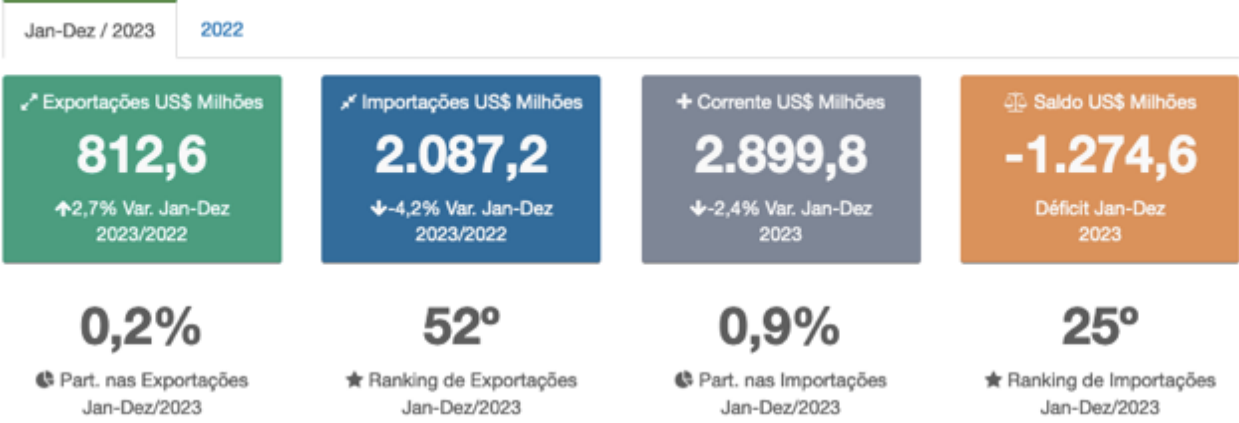 Jan-Dez / 2023
2022
Exportações US$ Milhões
812,6
2,7% Var. Jan-Dez
2023/2022
Importações US$ Milhões
2.087,2
-4,2% Var. Jan-Dez
2023/2022
Corrente US$ Milhões
2.899,8
-2,4% Var. Jan-Dez
2023
Saldo US$ Milhões
-1.274,6
Déficit Jan-Dez
2023
0,2%
Part. nas Exportações
Jan-Dez/2023
52º
Ranking de Exportações
Jan-Dez/2023
0,9%
Part. nas Importações
Jan-Dez/2023
25º
Ranking de Importações
Jan-Dez/2023